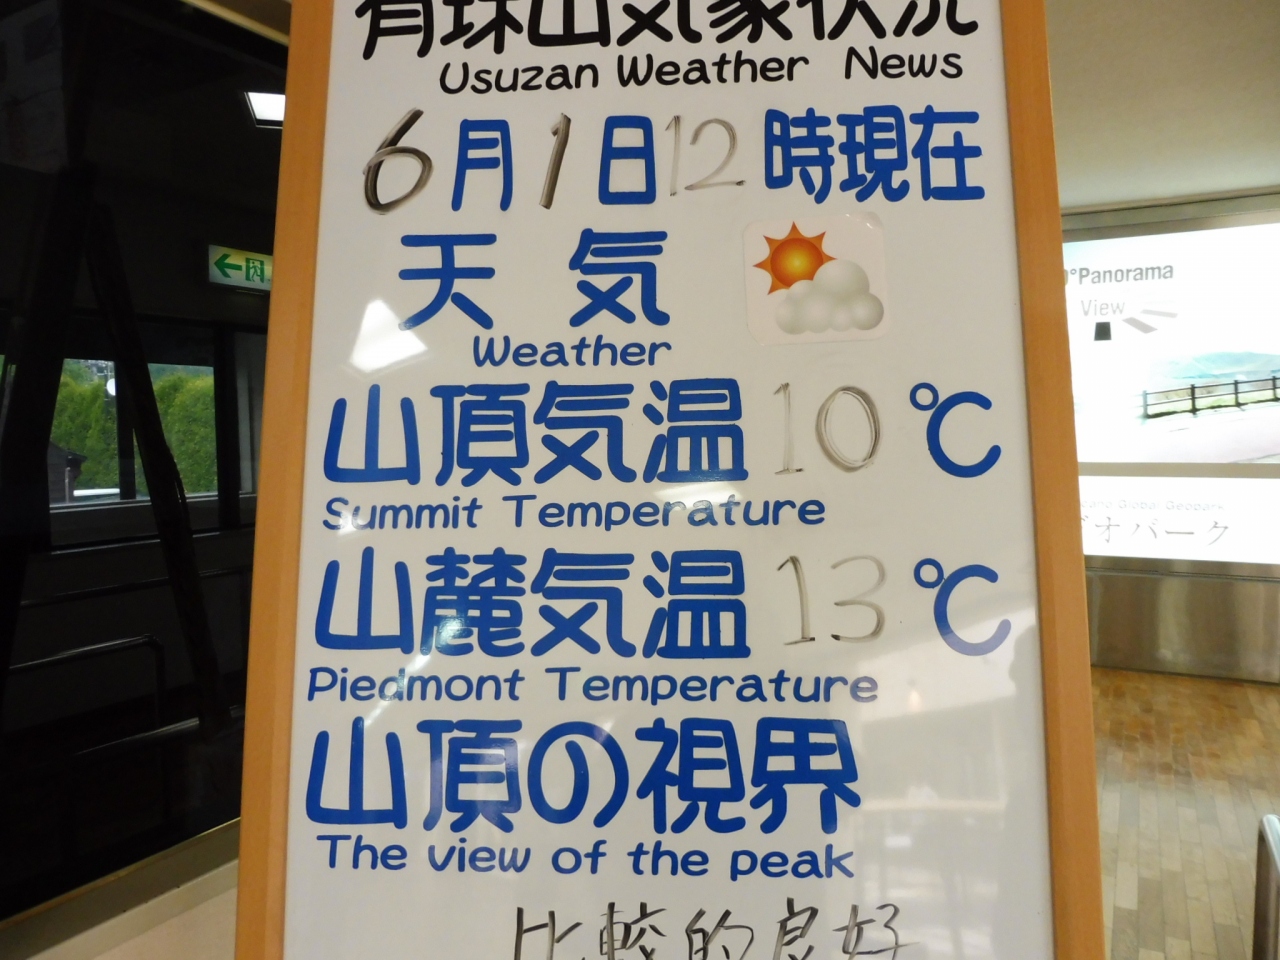 有珠山気象状況
Usuzan Weather News
6月1日12時現在
天気
Weather
山頂気温 10℃
Summit Temperature
山麓気温 13℃
Piedmont Temperature
山頂の視界
The view of the peak
比較的良好
°Panorama
View
Global Geopark
オパーク